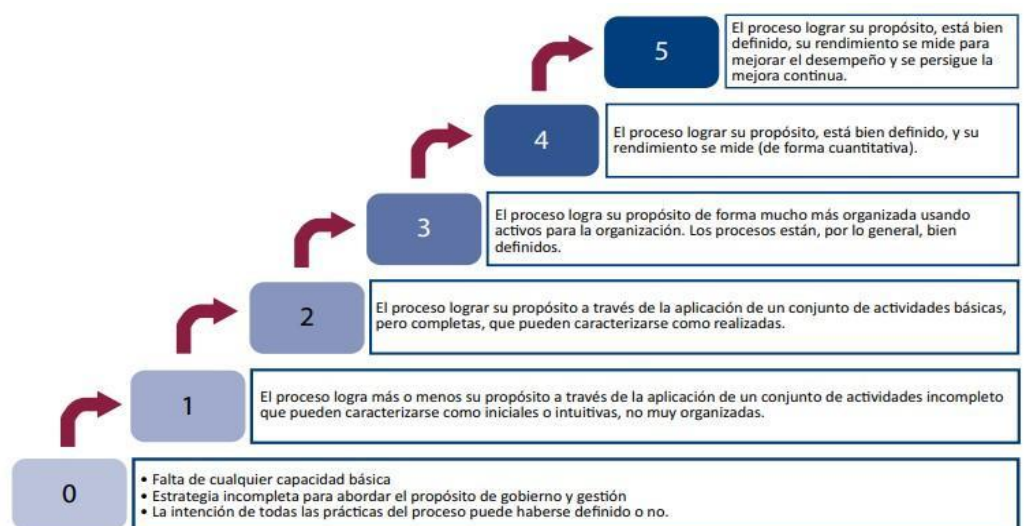 5
El proceso lograr su propósito, está bien
definido, su rendimiento se mide para
mejorar el desempeño y se persigue la
mejora continua.
4
El proceso lograr su propósito, está bien definido, y su
rendimiento se mide (de forma cuantitativa).
3
El proceso logra su propósito de forma mucho más organizada usando
activos para la organización. Los procesos están, por lo general, bien
definidos.
2
El proceso lograr su propósito a través de la aplicación de un conjunto de actividades básicas,
pero completas, que pueden caracterizarse como realizadas.
1
El proceso logra más o menos su propósito a través de la aplicación de un conjunto de actividades incompleto
que pueden caracterizarse como iniciales o intuitivas, no muy organizadas.
0
• Falta de cualquier capacidad básica
• Estrategia incompleta para abordar el propósito de gobierno y gestión
• La intención de todas las prácticas del proceso puede haberse definido o no.